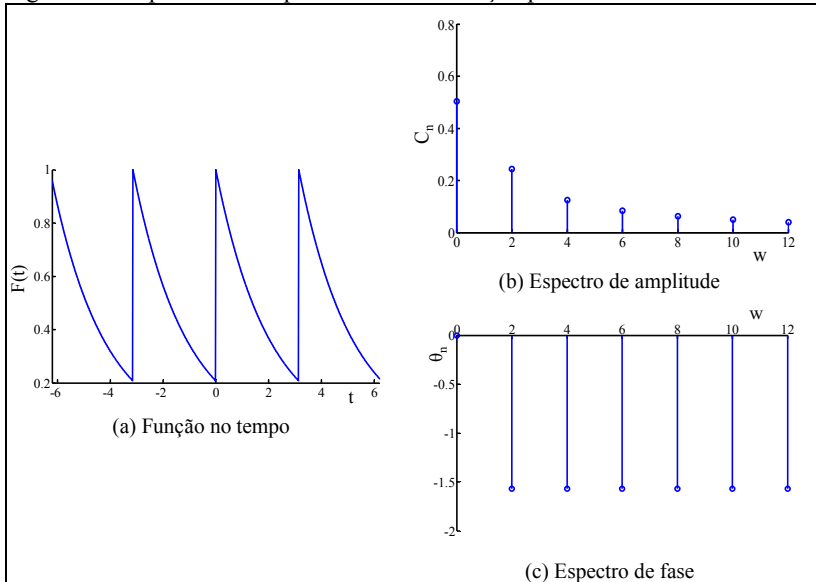 F(t)
1
0.8
0.6
0.4
0.2
-6 -4 -2 0 2 4 6
t
(a) Função no tempo
C_n
0.8
0.6
0.4
0.2
0
0 2 4 6 8 10 12
w
(b) Espectro de amplitude
w
0 2 4 6 8 10 12
θ_n
0
-0.5
-1
-1.5
-2
(c) Espectro de fase